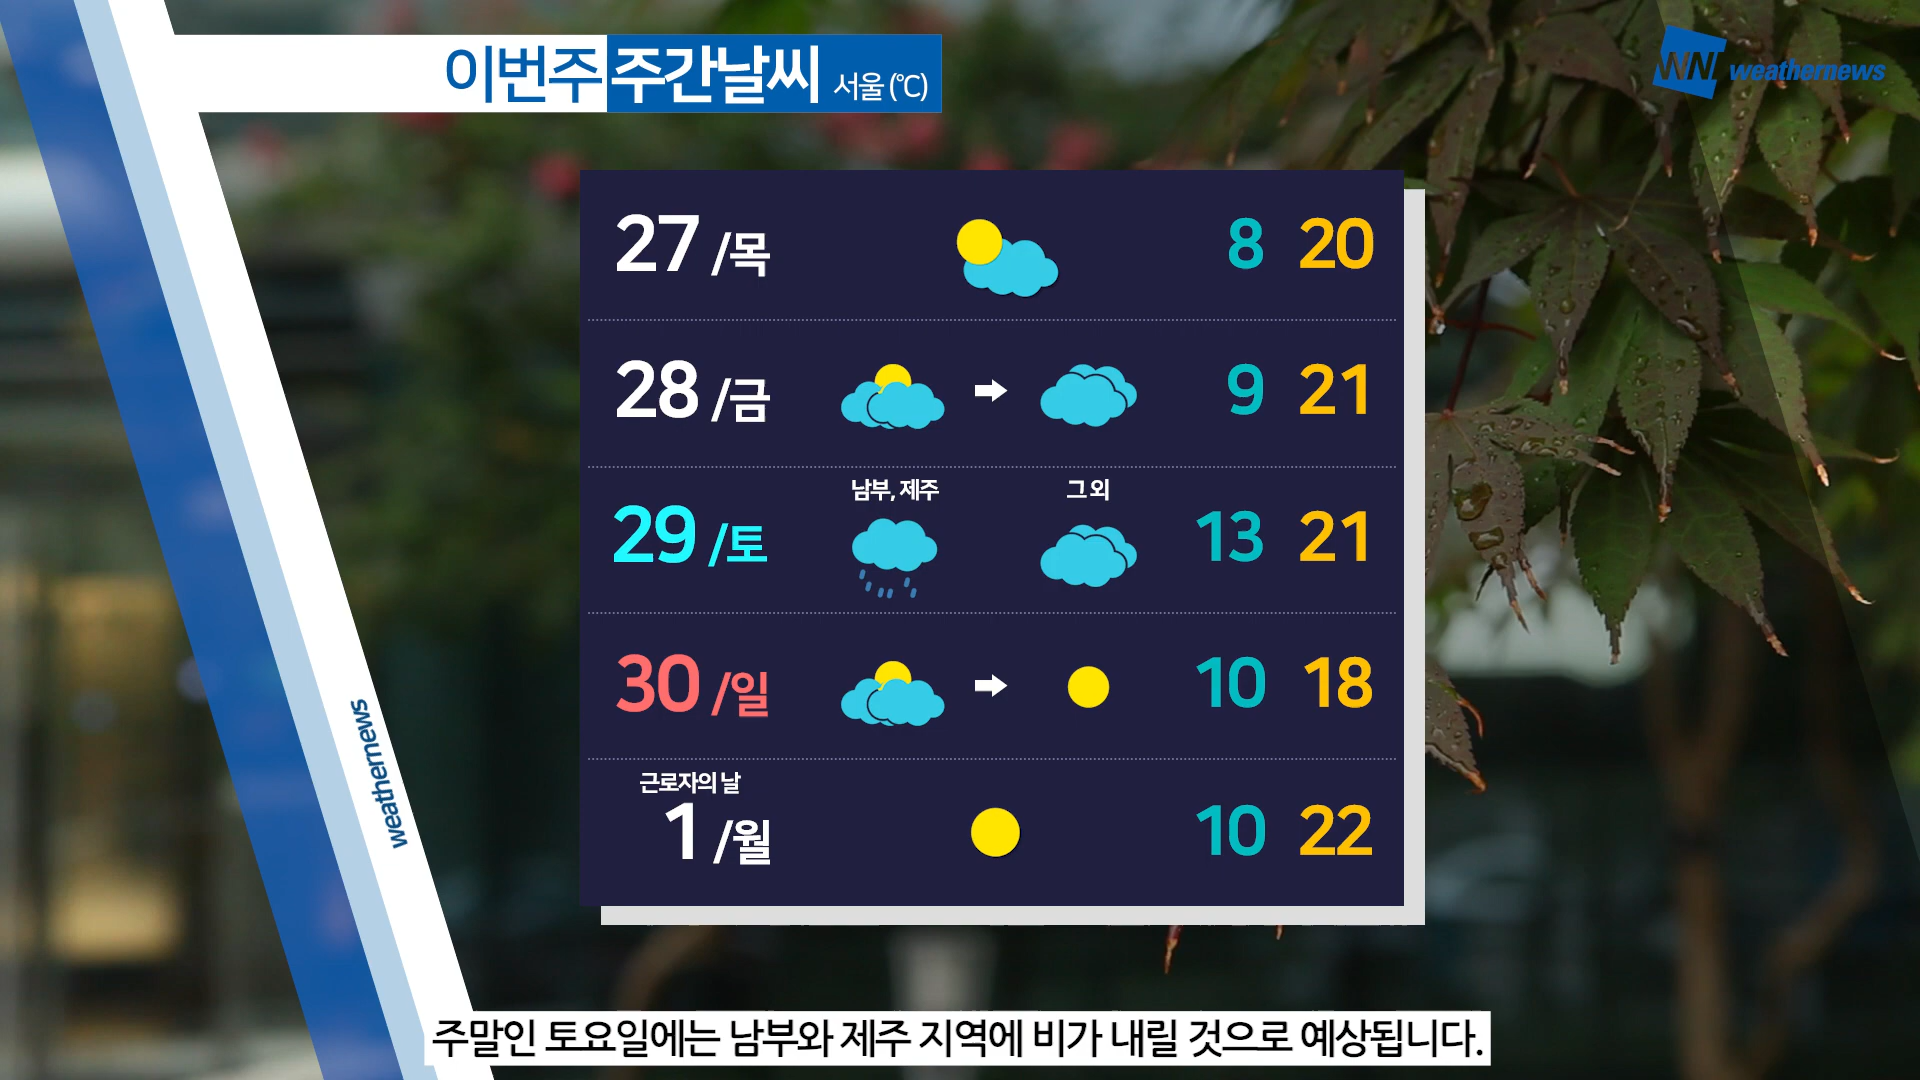 이번주 주간날씨 서울 (℃)
WNI weathernews
27 /목 8 20
28 /금 9 21
남부, 제주 그 외
29 /토 13 21
30 /일 10 18
근로자의 날
1 /월 10 22
weathernews
주말인 토요일에는 남부와 제주 지역에 비가 내릴 것으로 예상됩니다.